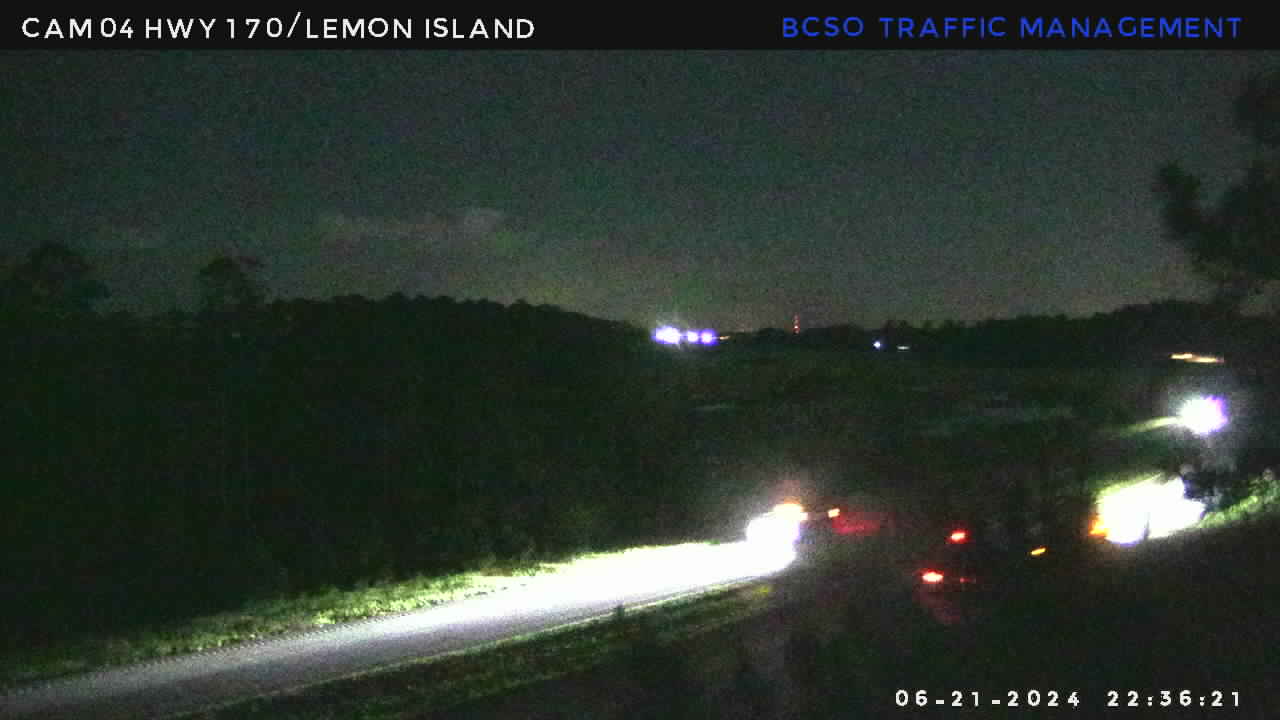 CAM04 HWY 170/LEMON ISLAND
BCSO TRAFFIC MANAGEMENT
06-21-2024 22:36:21